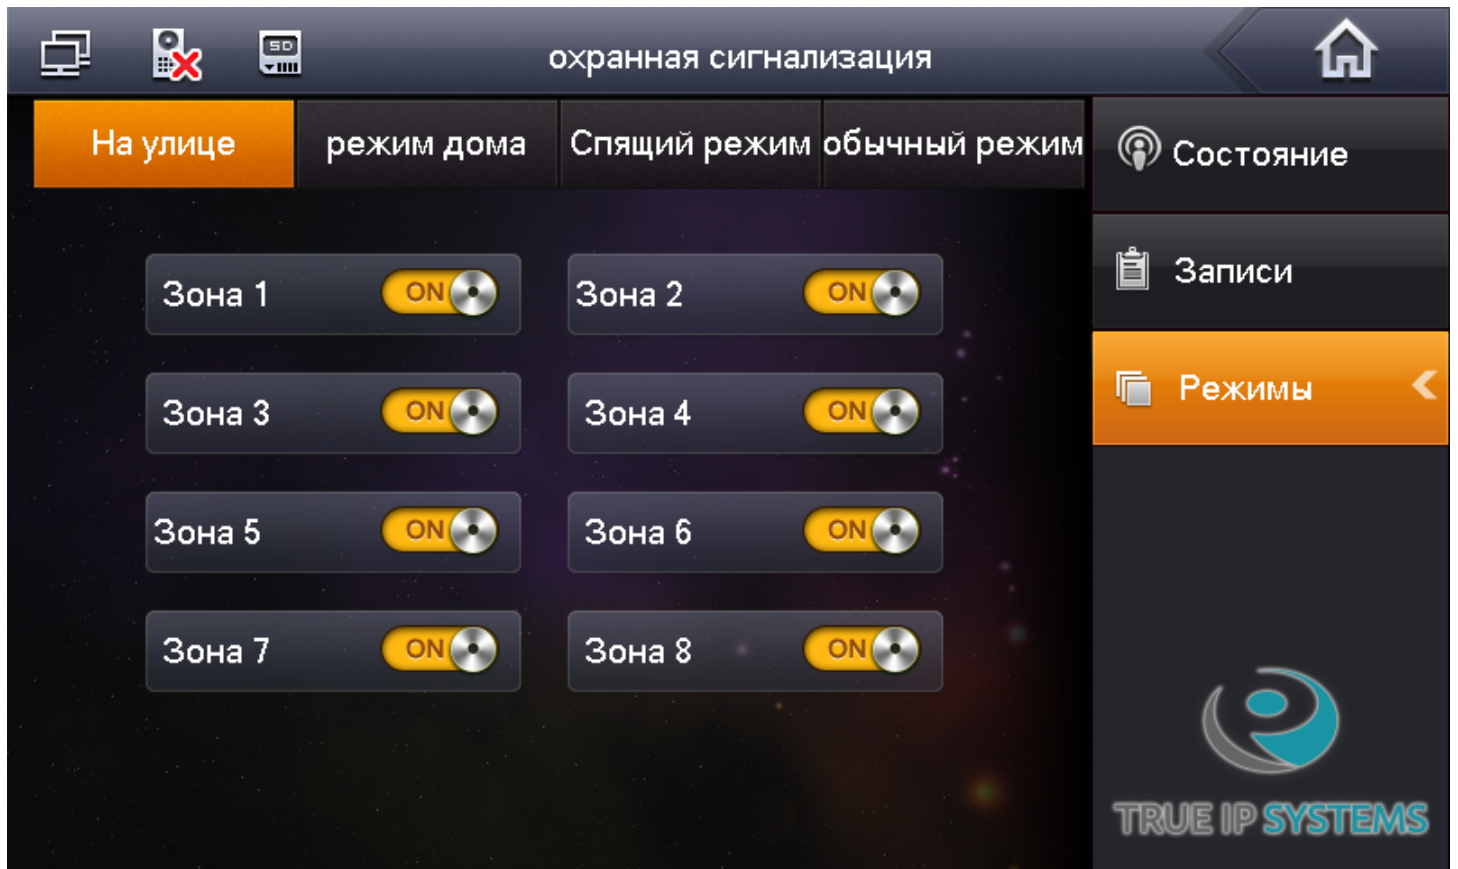 SD
охранная сигнализация
На улице
режим дома
Спящий режим
обычный режим
Состояние
Записи
Режимы
Зона 1 ON
Зона 2 ON
Зона 3 ON
Зона 4 ON
Зона 5 ON
Зона 6 ON
Зона 7 ON
Зона 8 ON
TRUE IP SYSTEMS